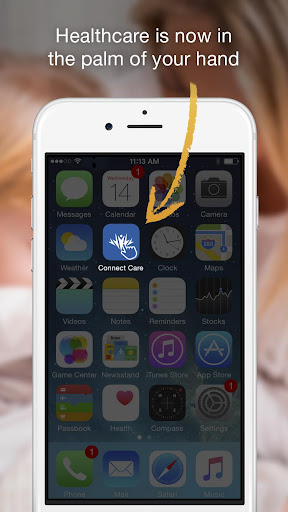 Healthcare is now in
the palm of your hand
11:13 AM
1
Wednesday
14
Messages Calendar Photos Camera
Weather Connect Care Clock Maps
Videos Notes Reminders Stocks
Game Center Newsstand iTunes Store App Store
1
Passbook Health Compass Settings
1
Phone Mail Safari Music